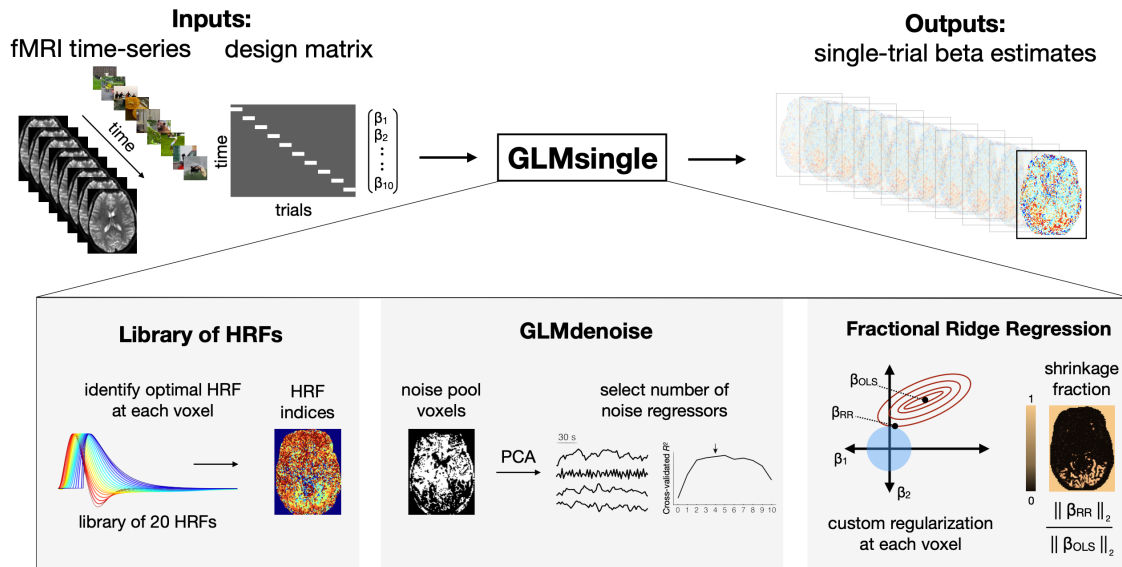 Inputs:
fMRI time-series
design matrix
time
time
trials
β1
β2
⋮
β10
GLMsingle
Outputs:
single-trial beta estimates
Library of HRFs
identify optimal HRF
at each voxel
HRF
indices
library of 20 HRFs
GLMdenoise
noise pool
voxels
PCA
select number of
noise regressors
30 s
Cross-validated R²
0 1 2 3 4 5 6 7 8 9 10
Fractional Ridge Regression
βOLS
βRR
β1
β2
custom regularization
at each voxel
shrinkage
fraction
1
0
|| βRR ||2
|| βOLS ||2